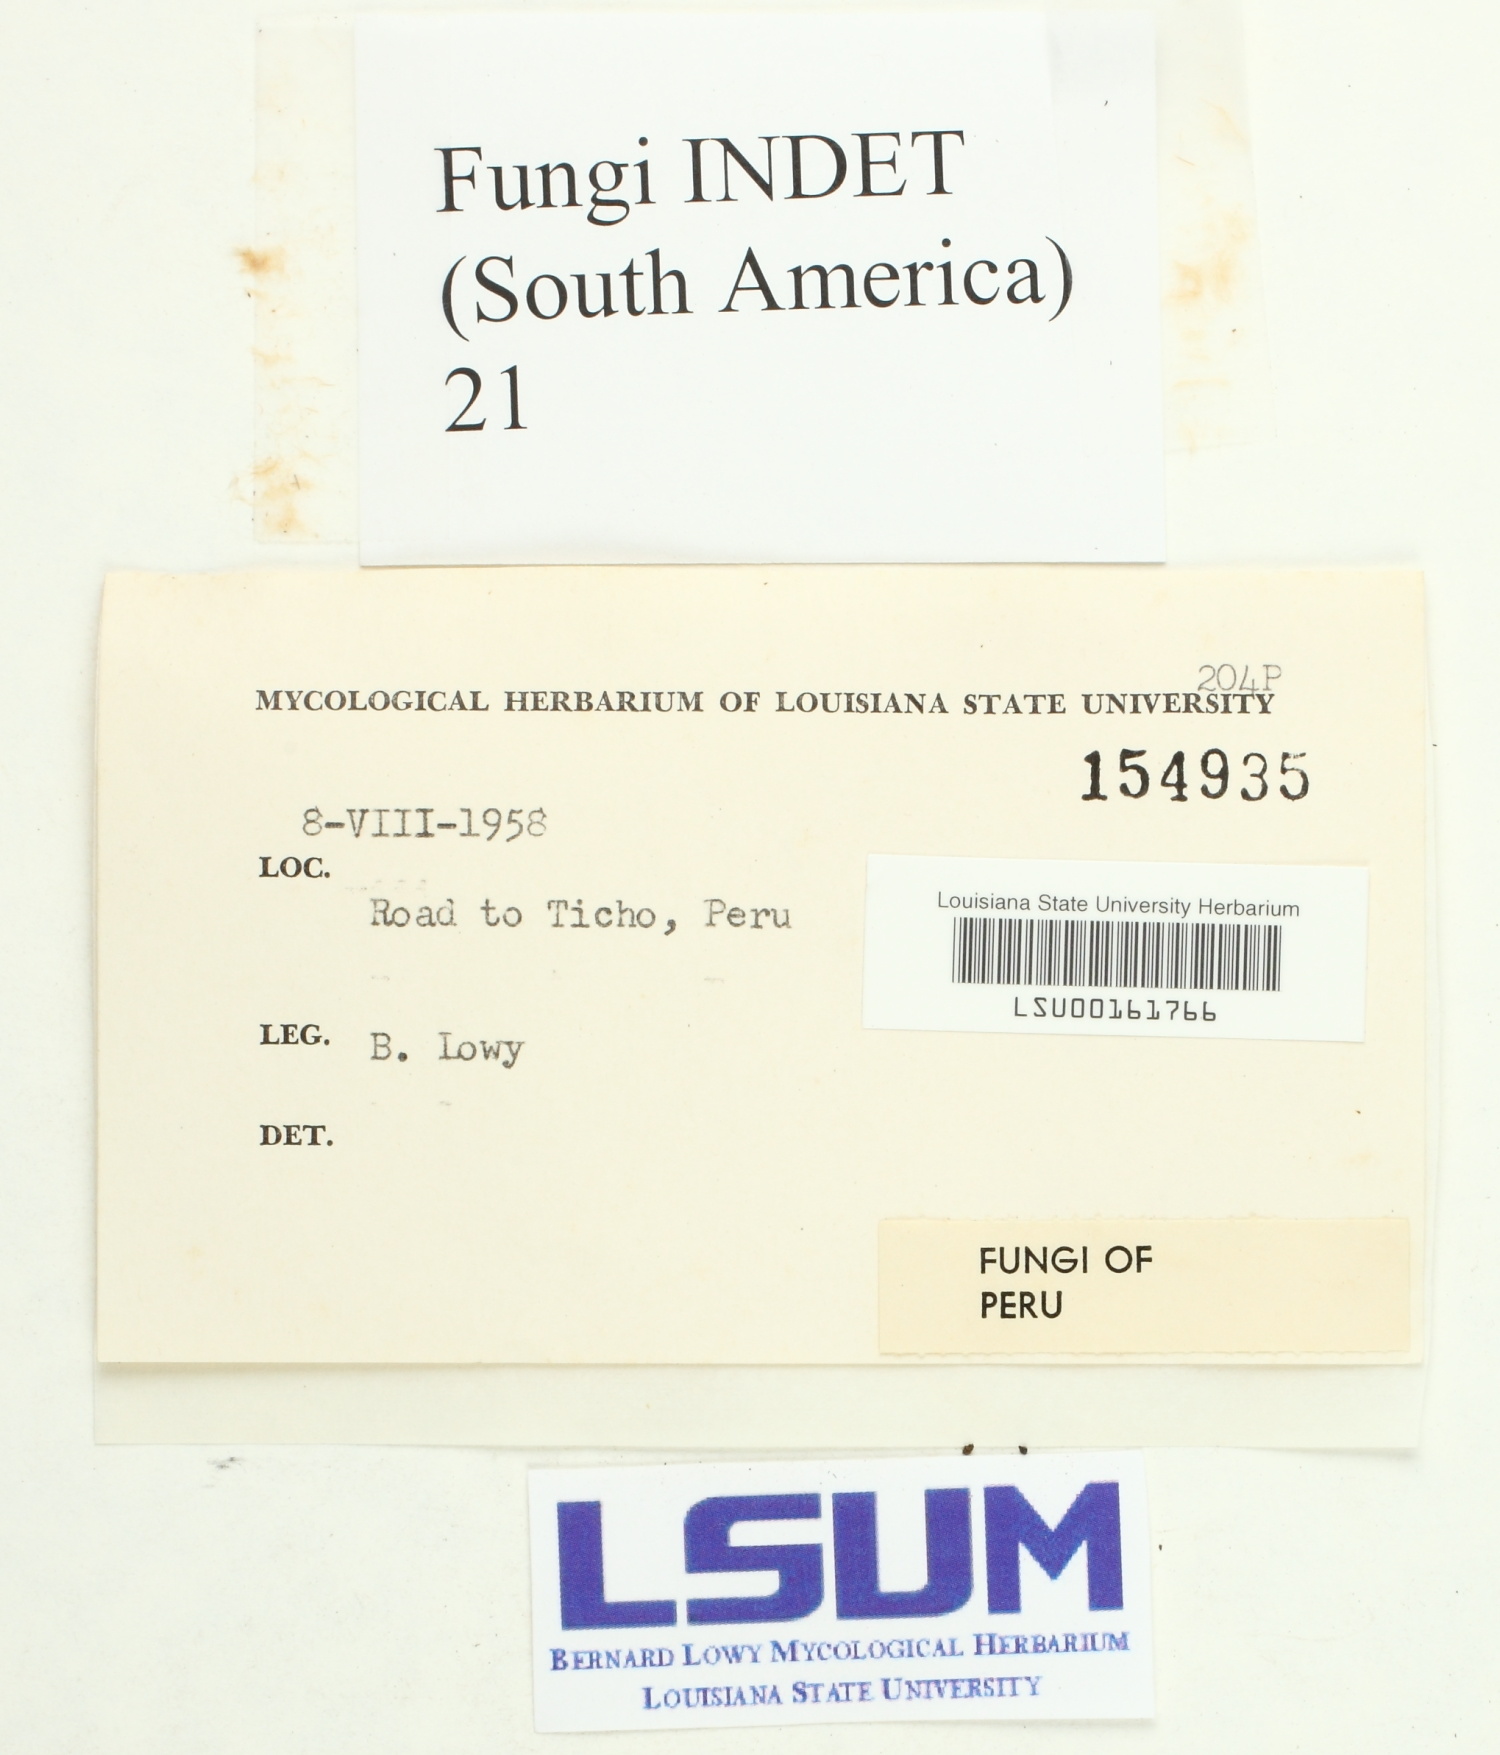 Fungi INDET
(South America)
21
204P
MYCOLOGICAL HERBARIUM OF LOUISIANA STATE UNIVERSITY
154935
8-VIII-1958
LOC.
Road to Ticho, Peru
Louisiana State University Herbarium
LSU00161766
LEG. B. Lowy
DET.
FUNGI OF
PERU
LSUM
BERNARD LOWY MYCOLOGICAL HERBARIUM
LOUISIANA STATE UNIVERSITY